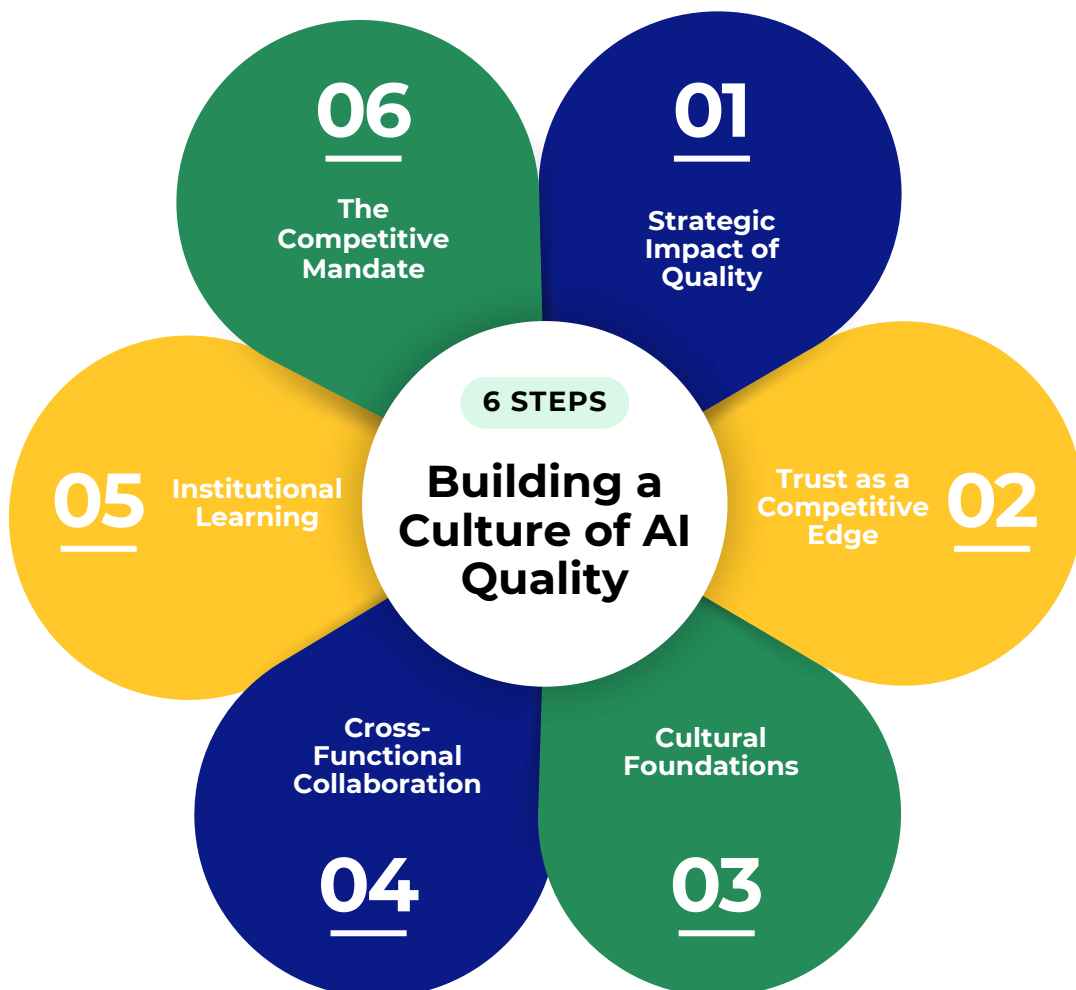 6 STEPS
Building a
Culture of AI
Quality
01
Strategic
Impact of
Quality
Trust as a
Competitive
Edge
02
Cultural
Foundations
03
Cross-
Functional
Collaboration
04
05
Institutional
Learning
06
The
Competitive
Mandate